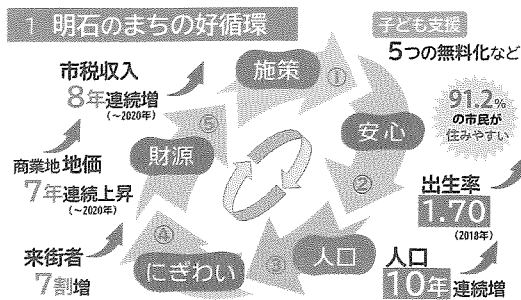 1 明石のまちの好循環
子ども支援
5つの無料化など
市税収入
8年連続増
(～2020年)
施策
①
91.2%
の市民が
住みやすい
安心
⑤
財源
商業地地価
7年連続上昇
(～2020年)
②
出生率
1.70
(2018年)
来街者
7割増
④
にぎわい
③
人口
人口
10年連続増